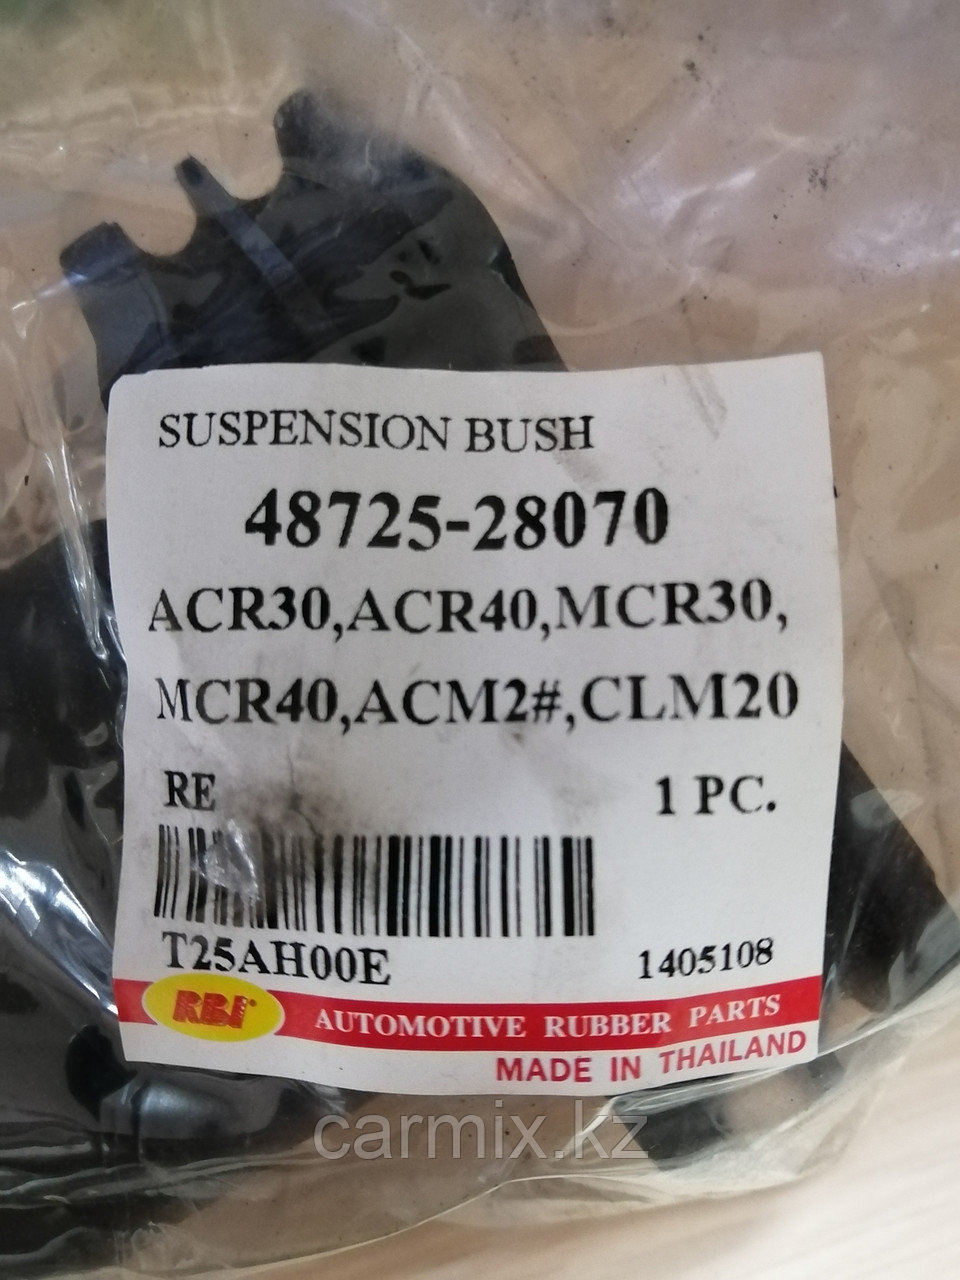 SUSPENSION BUSH
48725-28070
ACR30,ACR40,MCR30,
MCR40,ACM2#,CLM20
RE 1 PC.
T25AH00E 1405108
RBI AUTOMOTIVE RUBBER PARTS
MADE IN THAILAND
carmix.kz